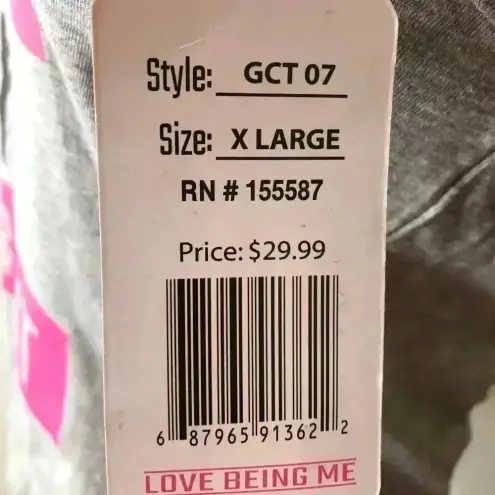 Style: GCT 07
Size: X LARGE
RN # 155587
Price: $29.99
6 87965 91362 2
LOVE BEING ME